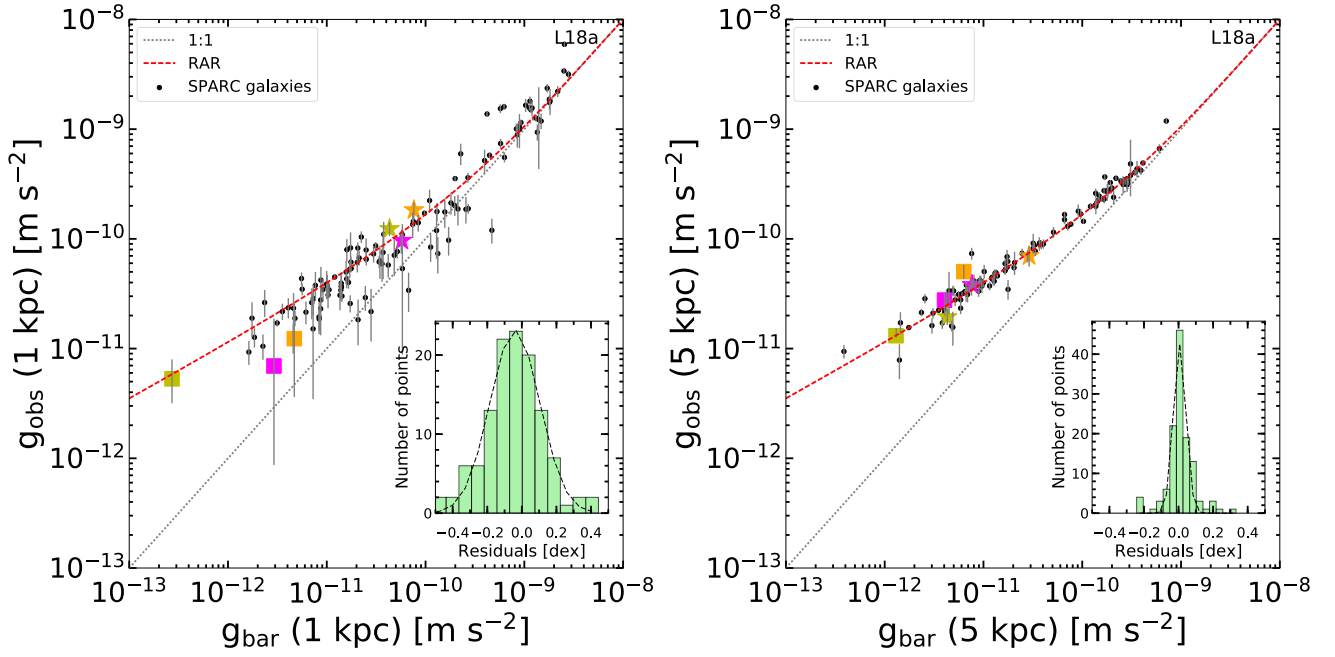 L18a
1:1
RAR
SPARC galaxies
10⁻⁸
10⁻⁹
10⁻¹⁰
10⁻¹¹
10⁻¹²
10⁻¹³
g_obs (1 kpc) [m s⁻²]
20
10
0
Number of points
−0.4 −0.2 0.0 0.2 0.4
Residuals [dex]
10⁻¹³ 10⁻¹² 10⁻¹¹ 10⁻¹⁰ 10⁻⁹ 10⁻⁸
g_bar (1 kpc) [m s⁻²]
L18a
1:1
RAR
SPARC galaxies
10⁻⁸
10⁻⁹
10⁻¹⁰
10⁻¹¹
10⁻¹²
10⁻¹³
g_obs (5 kpc) [m s⁻²]
40
30
20
10
0
Number of points
−0.4 −0.2 0.0 0.2 0.4
Residuals [dex]
10⁻¹³ 10⁻¹² 10⁻¹¹ 10⁻¹⁰ 10⁻⁹ 10⁻⁸
g_bar (5 kpc) [m s⁻²]